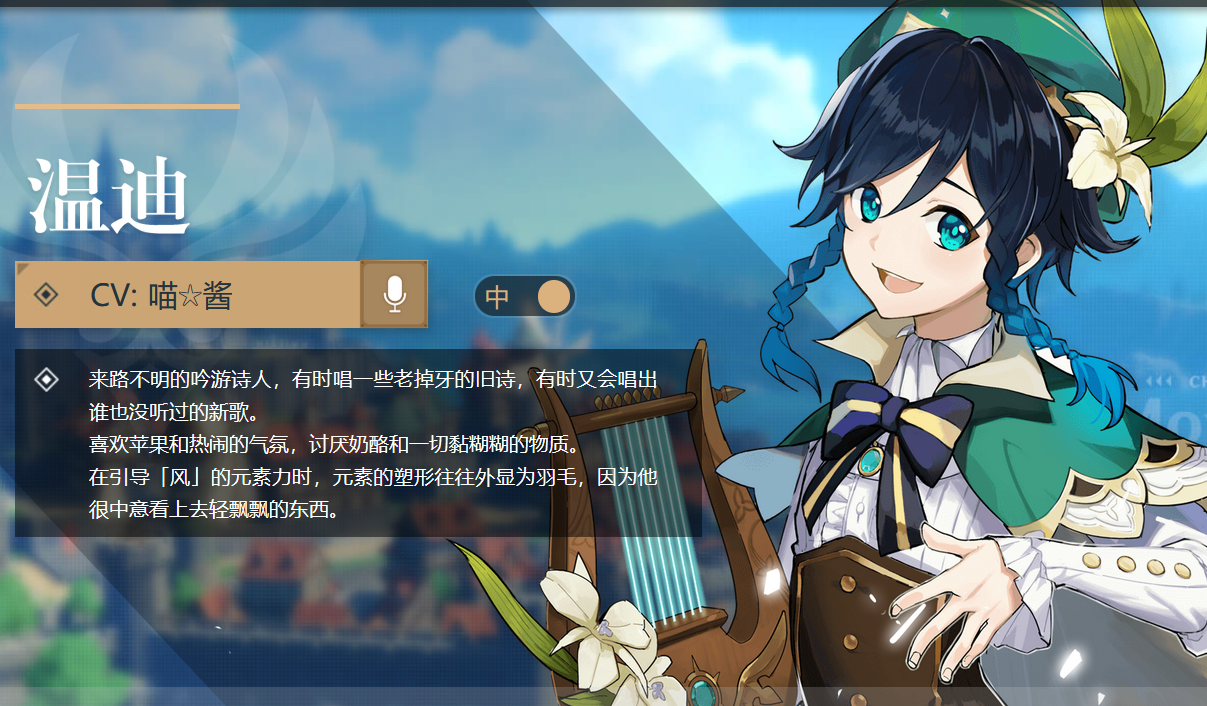 温迪
CV: 喵☆酱
中
来路不明的吟游诗人，有时唱一些老掉牙的旧诗，有时又会唱出
谁也没听过的新歌。
喜欢苹果和热闹的气氛，讨厌奶酪和一切黏糊糊的物质。
在引导「风」的元素力时，元素的塑形往往外显为羽毛，因为他
很中意看上去轻飘飘的东西。